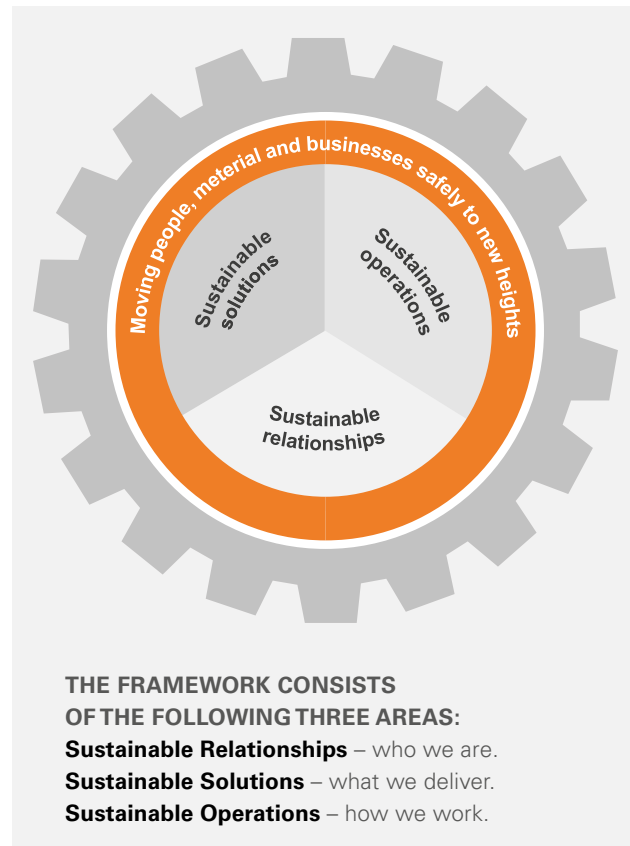 Moving people, meterial and businesses safely to new heights
Sustainable
solutions
Sustainable
operations
Sustainable
relationships
THE FRAMEWORK CONSISTS
OF THE FOLLOWING THREE AREAS:
Sustainable Relationships – who we are.
Sustainable Solutions – what we deliver.
Sustainable Operations – how we work.